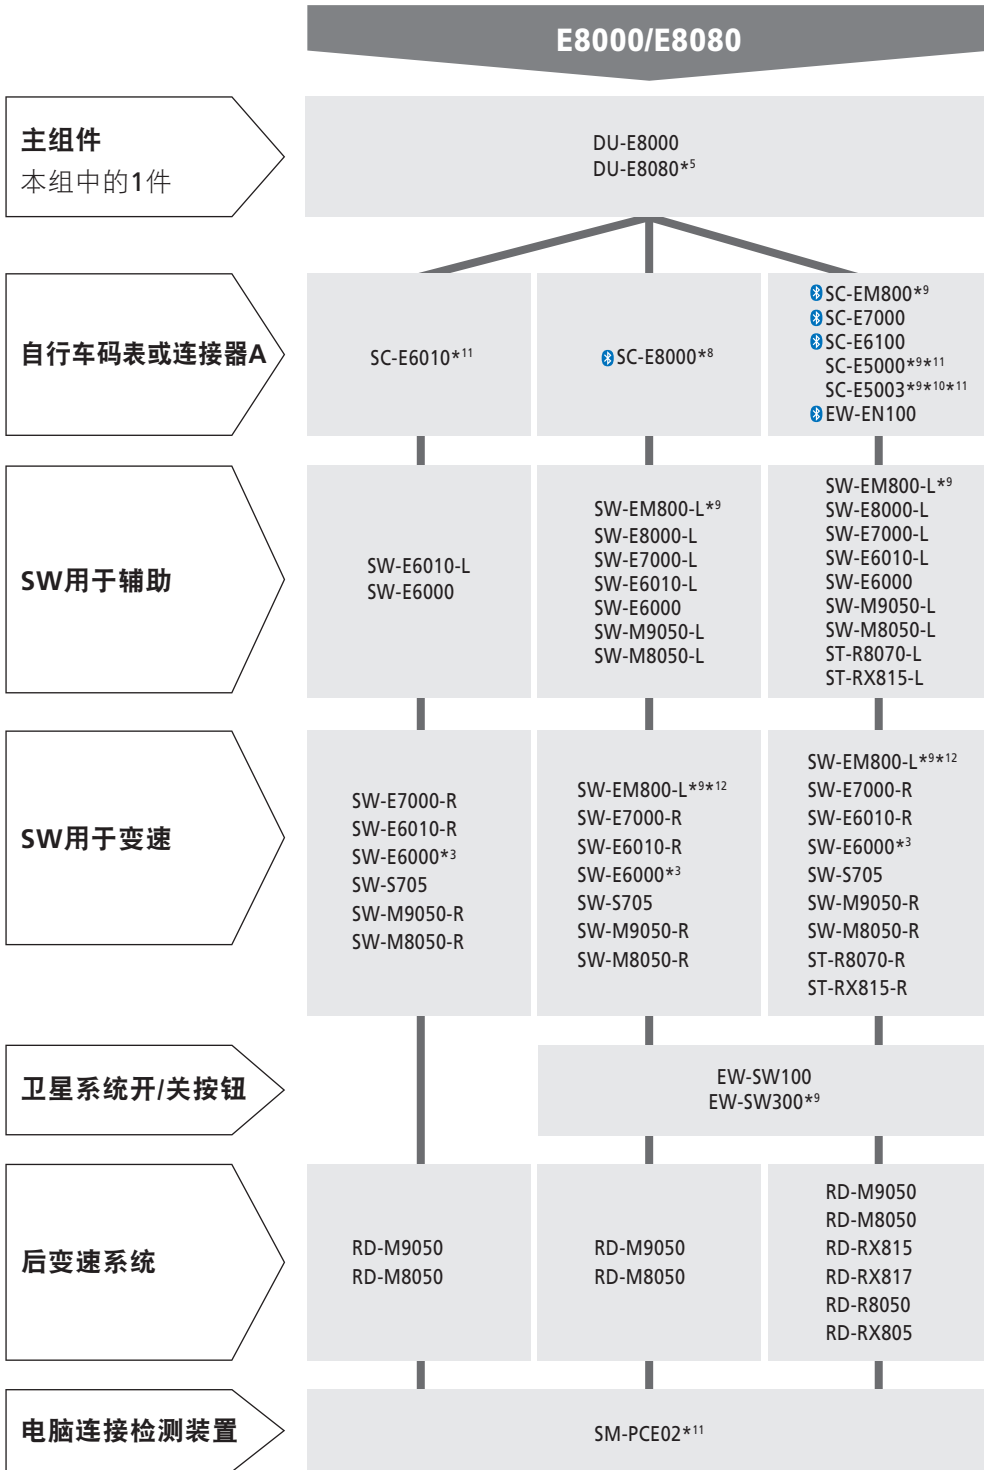 E8000/E8080
主组件
本组中的1件
DU-E8000
DU-E8080*5
自行车码表或连接器A
SC-E6010*11
SC-E8000*8
SC-EM800*9
SC-E7000
SC-E6100
SC-E5000*9*11
SC-E5003*9*10*11
EW-EN100
SW用于辅助
SW-E6010-L
SW-E6000
SW-EM800-L*9
SW-E8000-L
SW-E7000-L
SW-E6010-L
SW-E6000
SW-M9050-L
SW-M8050-L
SW-EM800-L*9
SW-E8000-L
SW-E7000-L
SW-E6010-L
SW-E6000
SW-M9050-L
SW-M8050-L
ST-R8070-L
ST-RX815-L
SW用于变速
SW-E7000-R
SW-E6010-R
SW-E6000*3
SW-S705
SW-M9050-R
SW-M8050-R
SW-EM800-L*9*12
SW-E7000-R
SW-E6010-R
SW-E6000*3
SW-S705
SW-M9050-R
SW-M8050-R
SW-EM800-L*9*12
SW-E7000-R
SW-E6010-R
SW-E6000*3
SW-S705
SW-M9050-R
SW-M8050-R
ST-R8070-R
ST-RX815-R
卫星系统开/关按钮
EW-SW100
EW-SW300*9
后变速系统
RD-M9050
RD-M8050
RD-M9050
RD-M8050
RD-M9050
RD-M8050
RD-RX815
RD-RX817
RD-R8050
RD-RX805
电脑连接检测装置
SM-PCE02*11